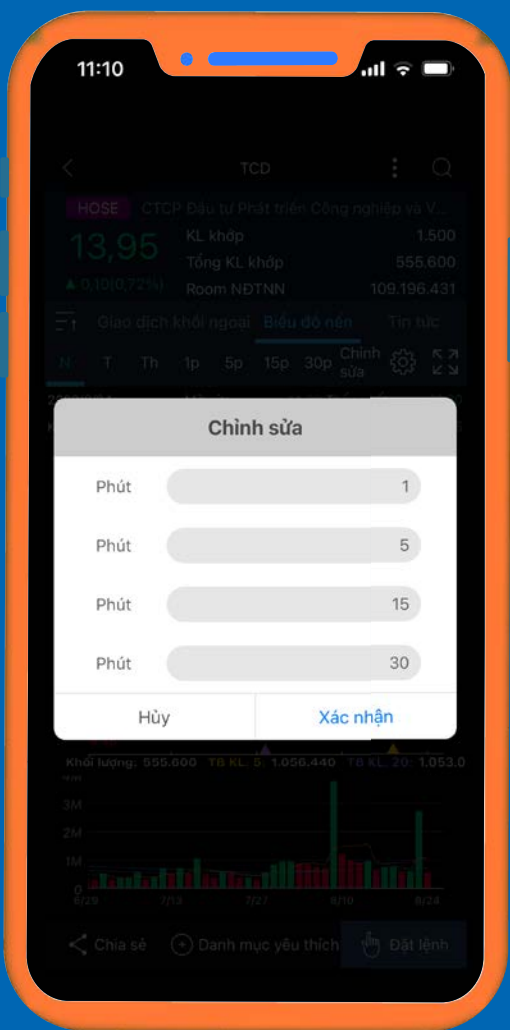 11:10
TCD
HOSE CTCP Đầu tư Phát triển Công nghiệp và V...
13,95
KL khớp 1.500
Tổng KL khớp 555.600
▲ 0,10(0,72%) Room NĐTNN 109.196.431
Giao dịch khối ngoại Biểu đồ nến Tin tức
N T Th 1p 5p 15p 30p Chỉnh sửa
Chỉnh sửa
Phút 1
Phút 5
Phút 15
Phút 30
Hủy Xác nhận
Khối lượng: 555.600 TB KL. 5: 1.056.440 TB KL. 20: 1.053.0
3M
2M
1M
0
6/29 7/13 7/27 8/10 8/24
Chia sẻ Danh mục yêu thích Đặt lệnh